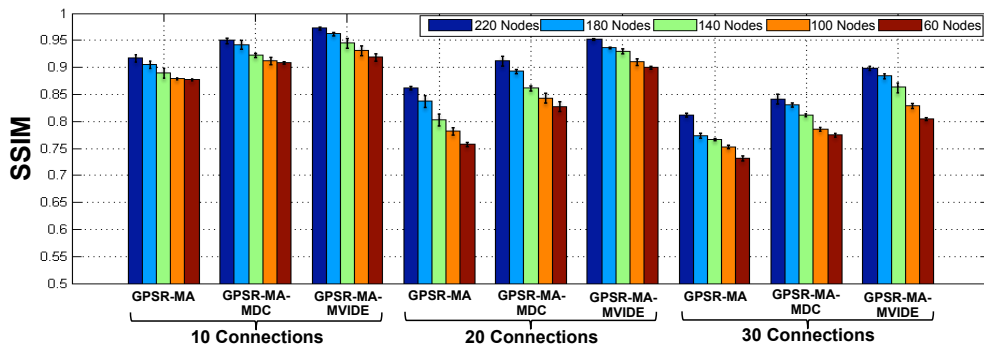 220 Nodes 180 Nodes 140 Nodes 100 Nodes 60 Nodes
SSIM
1
0.95
0.9
0.85
0.8
0.75
0.7
0.65
0.6
0.55
0.5
GPSR-MA
GPSR-MA-
MDC
GPSR-MA-
MVIDE
GPSR-MA
GPSR-MA-
MDC
GPSR-MA-
MVIDE
GPSR-MA
GPSR-MA-
MDC
GPSR-MA-
MVIDE
10 Connections
20 Connections
30 Connections